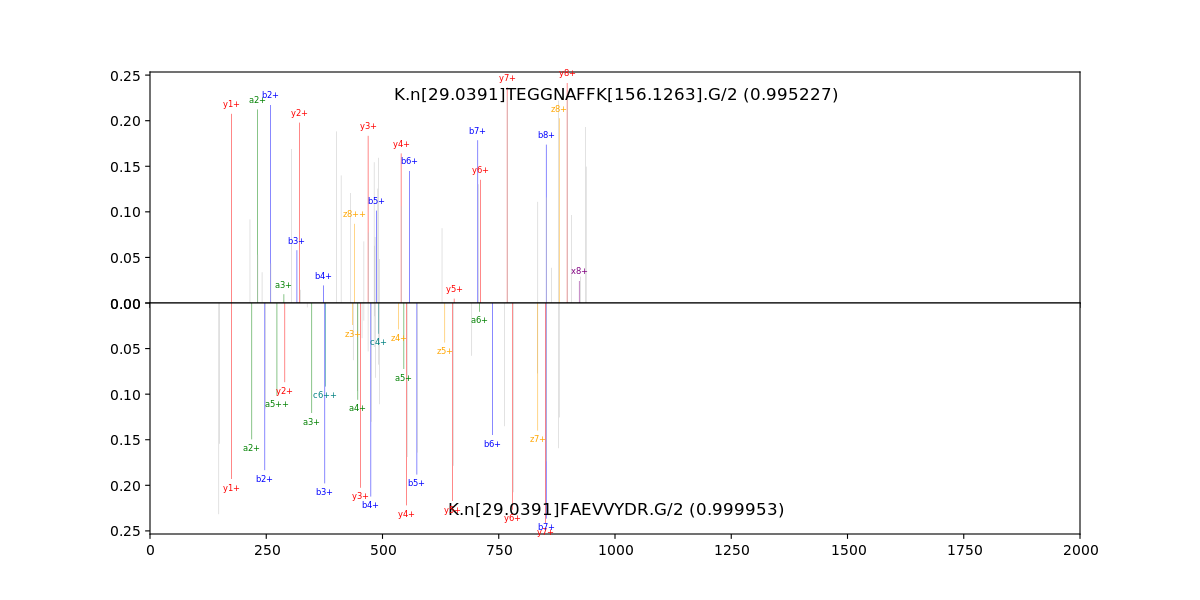 y8+
0.25
y7+
K.n[29.0391]TEGGNAFFK[156.1263].G/2 (0.995227)
b2+
a2+
y1+
z8+
y2+
0.20
y3+
b7+
b8+
y4+
0.15
b6+
y6+
b5+
0.10
z8++
b3+
0.05
b4+
x8+
a3+
y5+
0.00
a6+
z3+
z4+
c4+
0.05
z5+
a5+
y2+
c6++
0.10
a5++
a4+
a3+
z7+
0.15
b6+
a2+
b2+
b5+
0.20
y1+
b3+
y3+
b4+
K.n[29.0391]FAEVVYDR.G/2 (0.999953)
y4+
y6+
b7+
0.25
y7+
0 250 500 750 1000 1250 1500 1750 2000